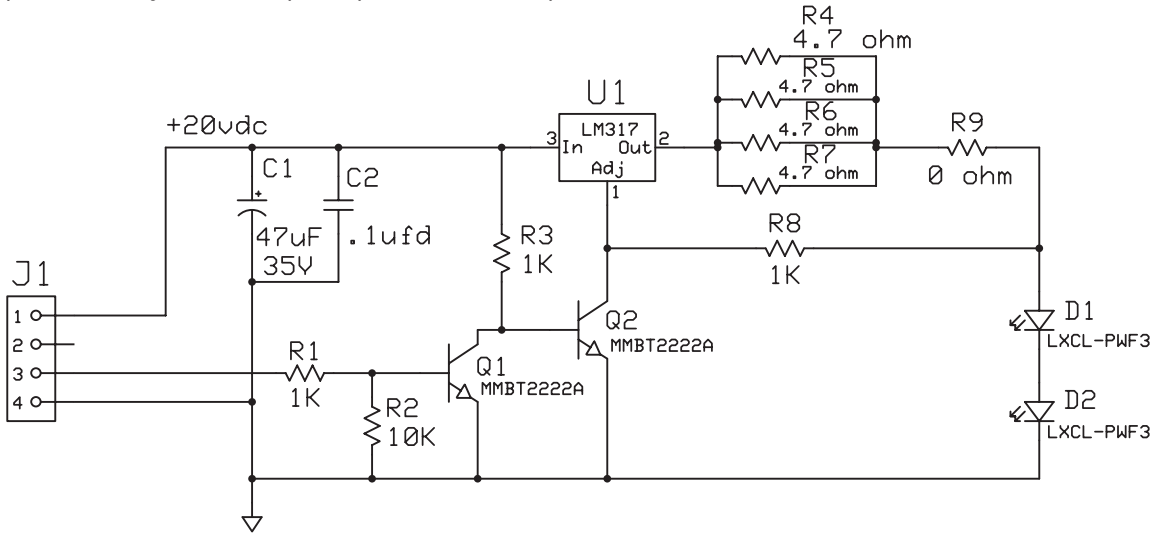 R4
4.7 ohm
R5
4.7 ohm
R6
4.7 ohm
R7
4.7 ohm
U1
LM317
3
In
Out
2
Adj
1
R9
0 ohm
+20vdc
C1
+
47uF
35V
C2
.1ufd
R3
1K
R8
1K
J1
1
2
3
4
R1
1K
R2
10K
Q1
MMBT2222A
Q2
MMBT2222A
D1
LXCL-PWF3
D2
LXCL-PWF3